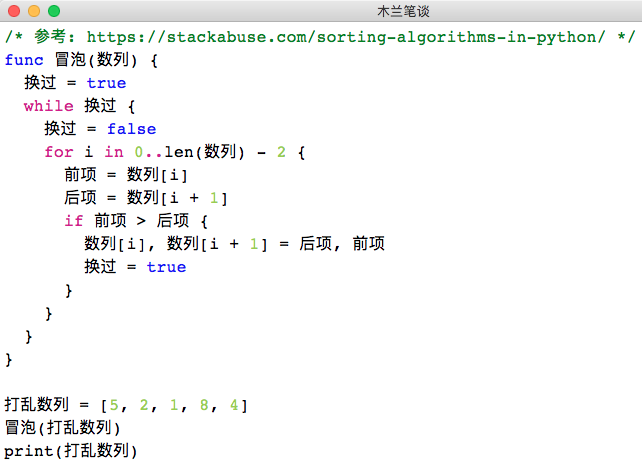 木兰笔谈
/* 参考: https://stackabuse.com/sorting-algorithms-in-python/ */
func 冒泡(数列) {
  换过 = true
  while 换过 {
    换过 = false
    for i in 0..len(数列) - 2 {
      前项 = 数列[i]
      后项 = 数列[i + 1]
      if 前项 > 后项 {
        数列[i], 数列[i + 1] = 后项, 前项
        换过 = true
      }
    }
  }
}

打乱数列 = [5, 2, 1, 8, 4]
冒泡(打乱数列)
print(打乱数列)